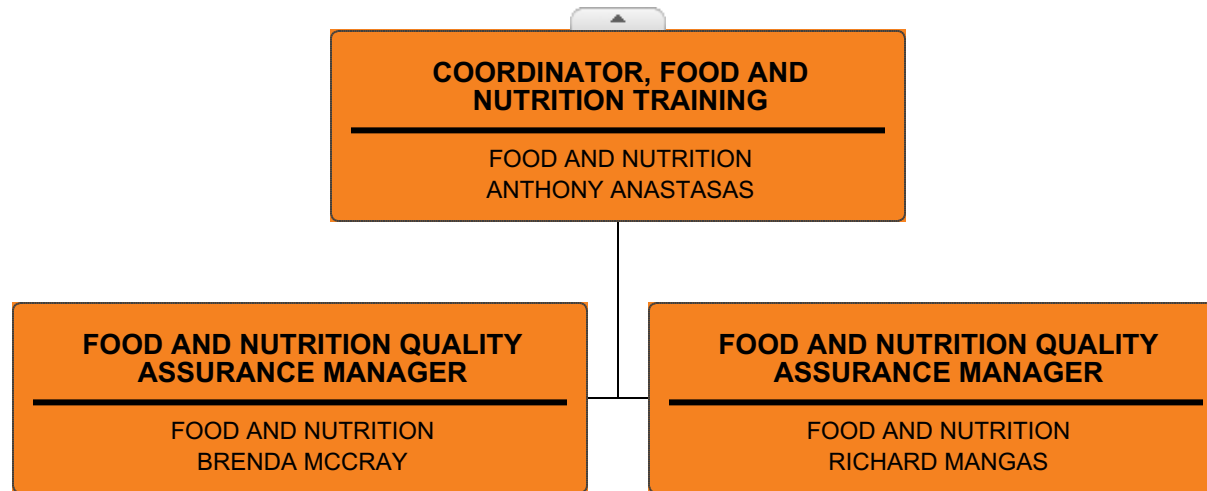 COORDINATOR, FOOD AND
NUTRITION TRAINING
FOOD AND NUTRITION
ANTHONY ANASTASAS
FOOD AND NUTRITION QUALITY
ASSURANCE MANAGER
FOOD AND NUTRITION
BRENDA MCCRAY
FOOD AND NUTRITION QUALITY
ASSURANCE MANAGER
FOOD AND NUTRITION
RICHARD MANGAS